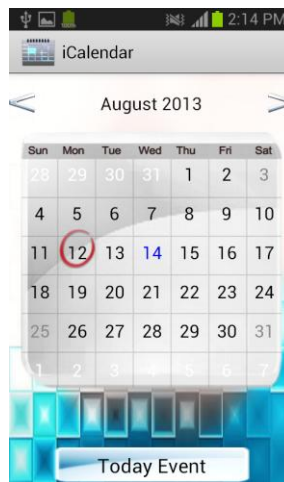 2:14 PM
iCalendar
August 2013
Sun Mon Tue Wed Thu Fri Sat
28 29 30 31 1 2 3
4 5 6 7 8 9 10
11 12 13 14 15 16 17
18 19 20 21 22 23 24
25 26 27 28 29 30 31
1 2 3 4 5 6 7
Today Event